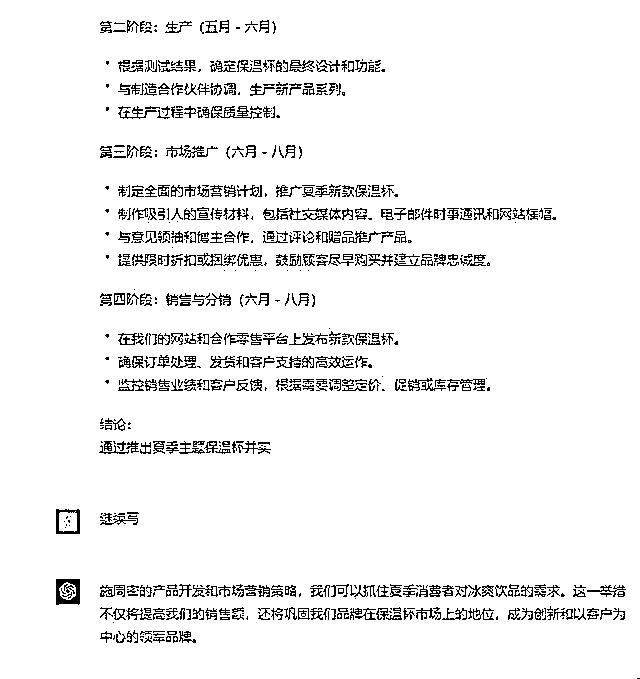 第二阶段：生产（五月 - 六月）
• 根据测试结果，确定保温杯的最终设计和功能。
• 与制造合作伙伴协调，生产新产品系列。
• 在生产过程中确保质量控制。
第三阶段：市场推广（六月 - 八月）
• 制定全面的市场营销计划，推广夏季新款保温杯。
• 制作吸引人的宣传材料，包括社交媒体内容、电子邮件时事通讯和网站横幅。
• 与意见领袖和博主合作，通过评论和赠品推广产品。
• 提供限时折扣或捆绑优惠，鼓励顾客尽早购买并建立品牌忠诚度。
第四阶段：销售与分销（六月 - 八月）
• 在我们的网站和合作零售平台上发布新款保温杯。
• 确保订单处理、发货和客户支持的高效运作。
• 监控销售业绩和客户反馈，根据需要调整定价、促销或库存管理。
结论：
通过推出夏季主题保温杯并实
继续写
施周密的产品开发和市场营销策略，我们可以抓住夏季消费者对冰爽饮品的需求。这一举措
不仅将提高我们的销售额，还将巩固我们品牌在保温杯市场上的地位，成为创新和以客户为
中心的领军品牌。